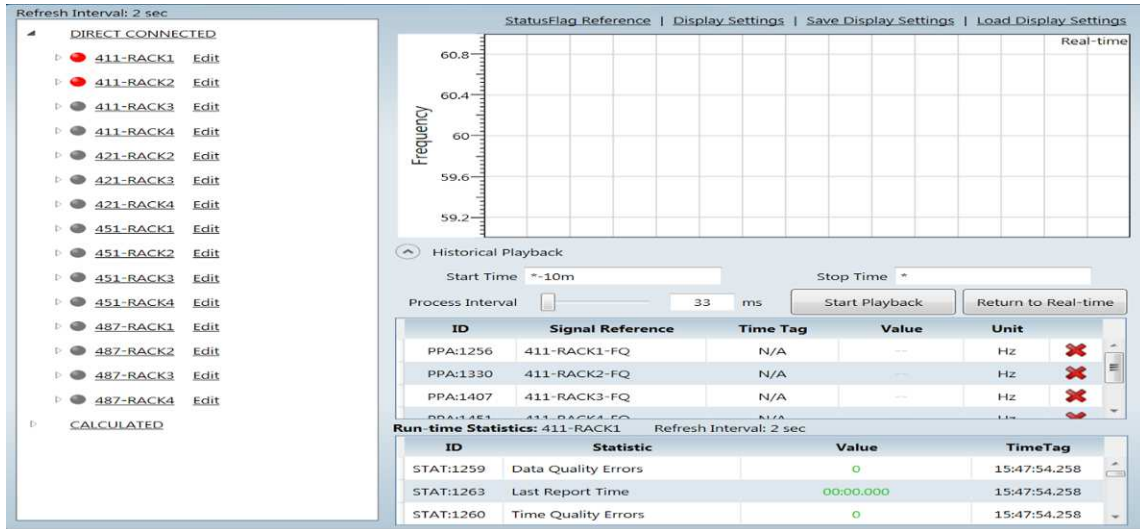 Refresh Interval: 2 sec
DIRECT CONNECTED
411-RACK1 Edit
411-RACK2 Edit
411-RACK3 Edit
411-RACK4 Edit
421-RACK2 Edit
421-RACK3 Edit
421-RACK4 Edit
451-RACK1 Edit
451-RACK2 Edit
451-RACK3 Edit
451-RACK4 Edit
487-RACK1 Edit
487-RACK2 Edit
487-RACK3 Edit
487-RACK4 Edit
CALCULATED
StatusFlag Reference | Display Settings | Save Display Settings | Load Display Settings
Real-time
Frequency
60.8
60.4
60
59.6
59.2
Historical Playback
Start Time *-10m Stop Time *
Process Interval 33 ms Start Playback Return to Real-time
ID Signal Reference Time Tag Value Unit
PPA:1256 411-RACK1-FQ N/A -- Hz
PPA:1330 411-RACK2-FQ N/A -- Hz
PPA:1407 411-RACK3-FQ N/A -- Hz
PPA:1451 411-RACK4-FQ N/A Hz
Run-time Statistics: 411-RACK1 Refresh Interval: 2 sec
ID Statistic Value TimeTag
STAT:1259 Data Quality Errors 0 15:47:54.258
STAT:1263 Last Report Time 00:00.000 15:47:54.258
STAT:1260 Time Quality Errors 0 15:47:54.258